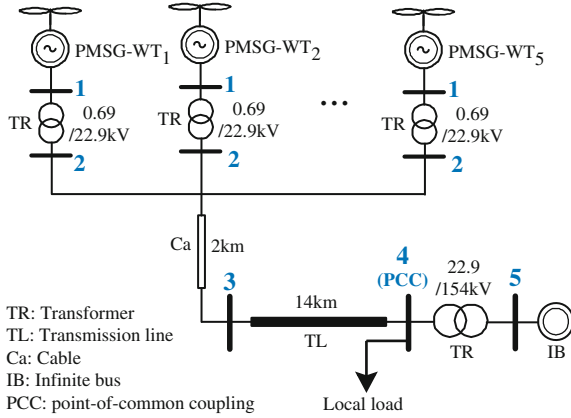 PMSG-WT1
PMSG-WT2
PMSG-WT5
1
1
1
TR
0.69
/22.9kV
TR
0.69
/22.9kV
...
TR
0.69
/22.9kV
2
2
2
Ca
2km
3
14km
TL
4
(PCC)
22.9
/154kV
TR
5
IB
Local load
TR: Transformer
TL: Transmission line
Ca: Cable
IB: Infinite bus
PCC: point-of-common coupling